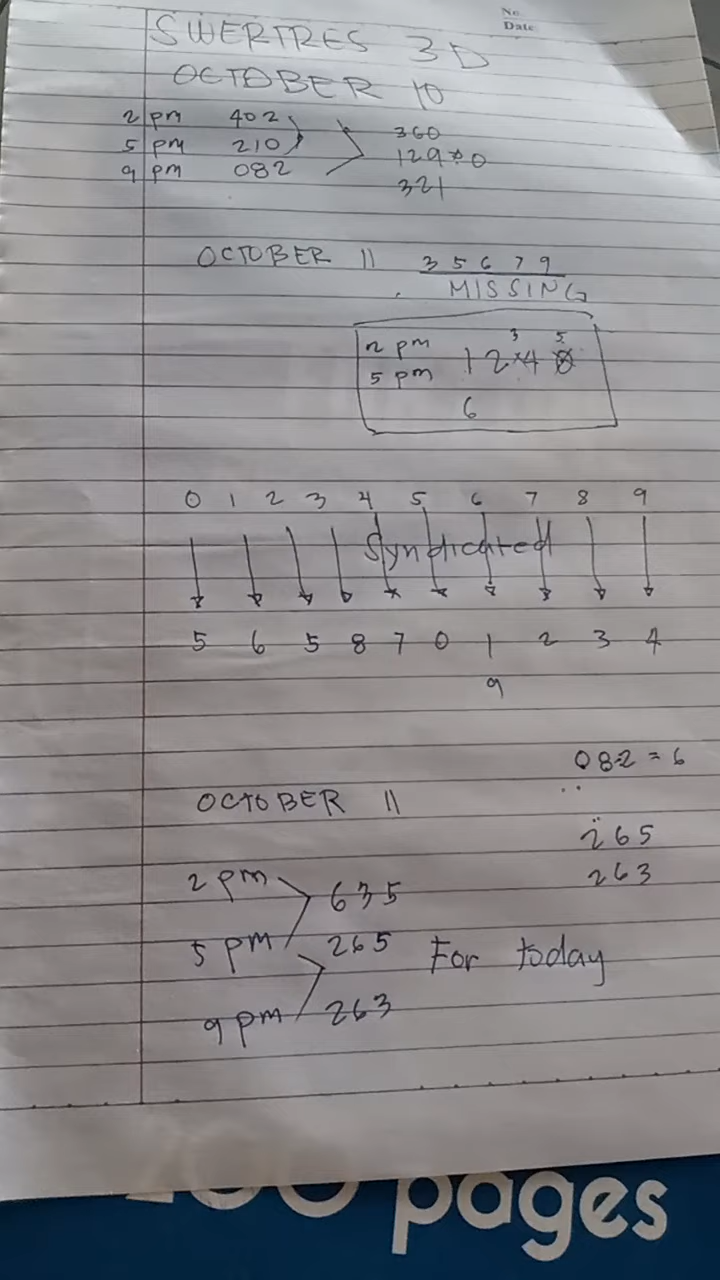 No.
Date
SWERTRES 3D
OCTOBER 10
2 pm 402 360
5 pm 210 129 0
9 pm 082 321
OCTOBER 11 3 5 6 7 9
MISSING
3 5
2 pm 1 2 4
5 pm
6
0 1 2 3 4 5 6 7 8 9
Syndicated
5 6 5 8 7 0 1 2 3 4
9
082 = 6
OCTOBER 11
265
263
2 pm 635
5 pm 265 For today
9 pm 263
pages